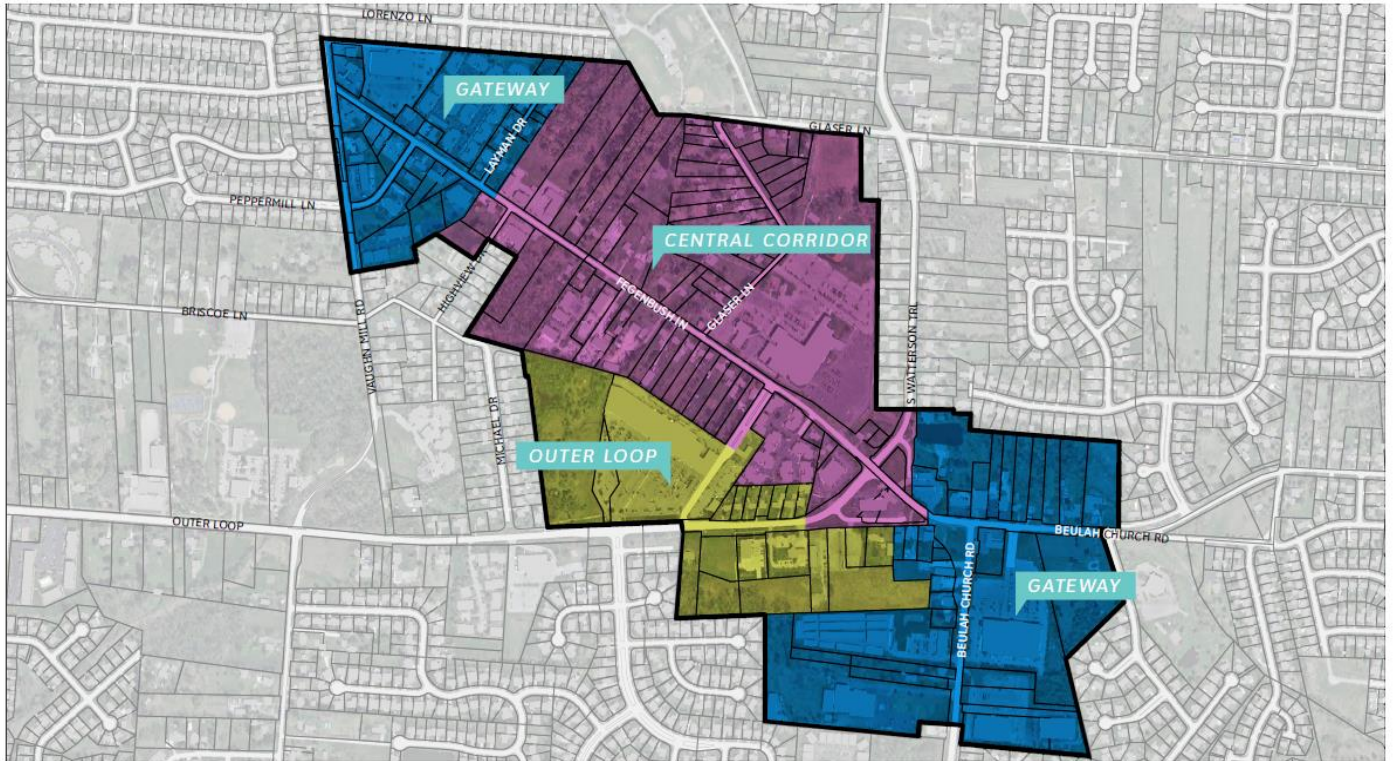 LORENZO LN
GATEWAY
LAYMAN DR
GLASER LN
PEPPERMILL LN
CENTRAL CORRIDOR
HIGHVIEW DR
FEGENBUSH LN
GLASER LN
BRISCOE LN
VAUGHN MILL RD
S WATTERSON TRL
MICHAEL DR
OUTER LOOP
OUTER LOOP
BEULAH CHURCH RD
BEULAH CHURCH RD
GATEWAY